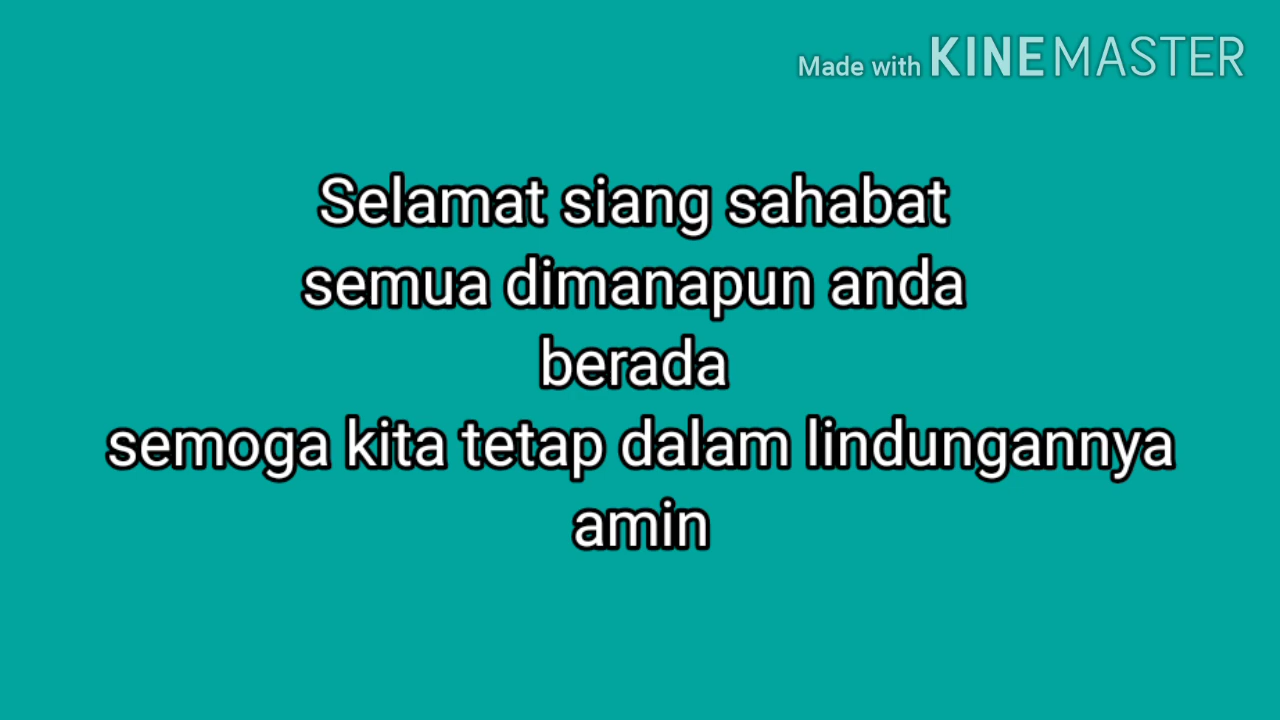 Made with KINEMASTER
Selamat siang sahabat
semua dimanapun anda
berada
semoga kita tetap dalam lindungannya
amin